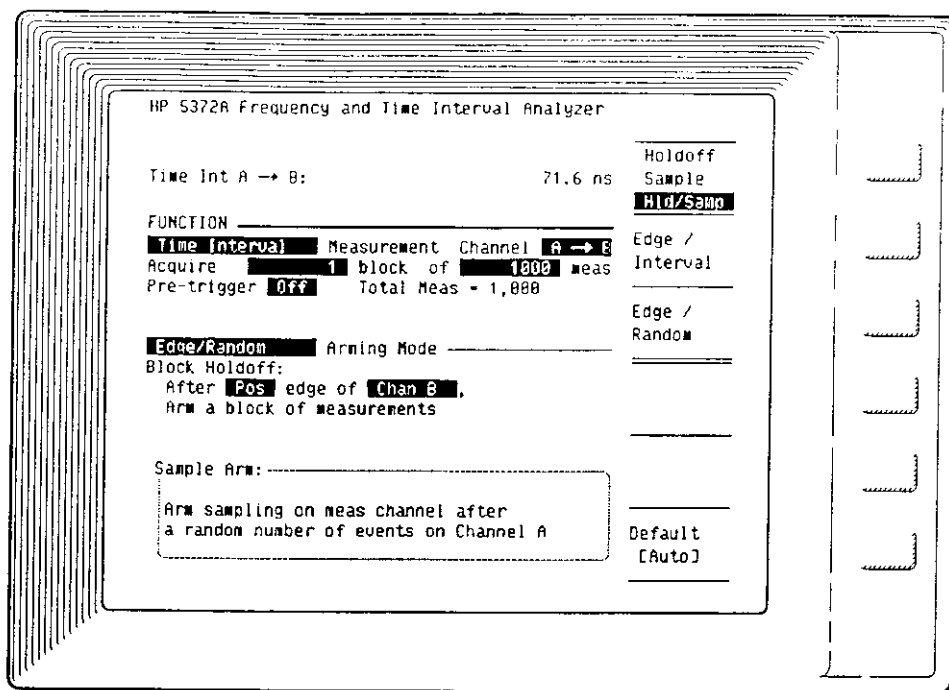 HP 5372A Frequency and Time Interval Analyzer
Time Int A → B: 71.6 ns
FUNCTION
Time Interval Measurement Channel A → B
Acquire 1 block of 1000 meas
Pre-trigger Off Total Meas = 1,000
Edge/Random Arming Mode
Block Holdoff:
After Pos edge of Chan B ,
Arm a block of measurements
Sample Arm:
Arm sampling on meas channel after
a random number of events on Channel A
Holdoff
Sample
Hld/Samp
Edge /
Interval
Edge /
Random
Default
[Auto]